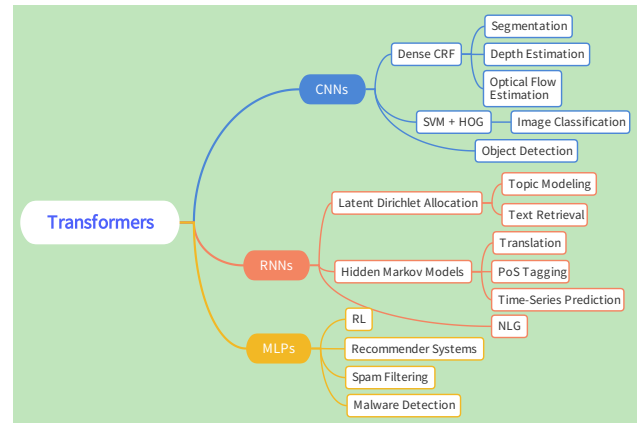 Transformers
CNNs
Dense CRF
Segmentation
Depth Estimation
Optical Flow
Estimation
SVM + HOG
Image Classification
Object Detection
RNNs
Latent Dirichlet Allocation
Topic Modeling
Text Retrieval
Hidden Markov Models
Translation
PoS Tagging
Time-Series Prediction
NLG
MLPs
RL
Recommender Systems
Spam Filtering
Malware Detection